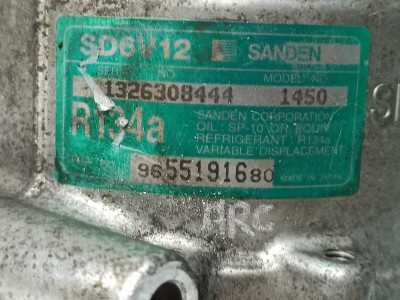 SD6V12 SANDEN
SERIAL NO MODEL NO
1326308444 1450
R134a
SANDEN CORPORATION
OIL: SP-10 OR EQUIV
REFRIGERANT: R134a
VARIABLE DISPLACEMENT
9655191680
MADE IN JAPAN
ARC